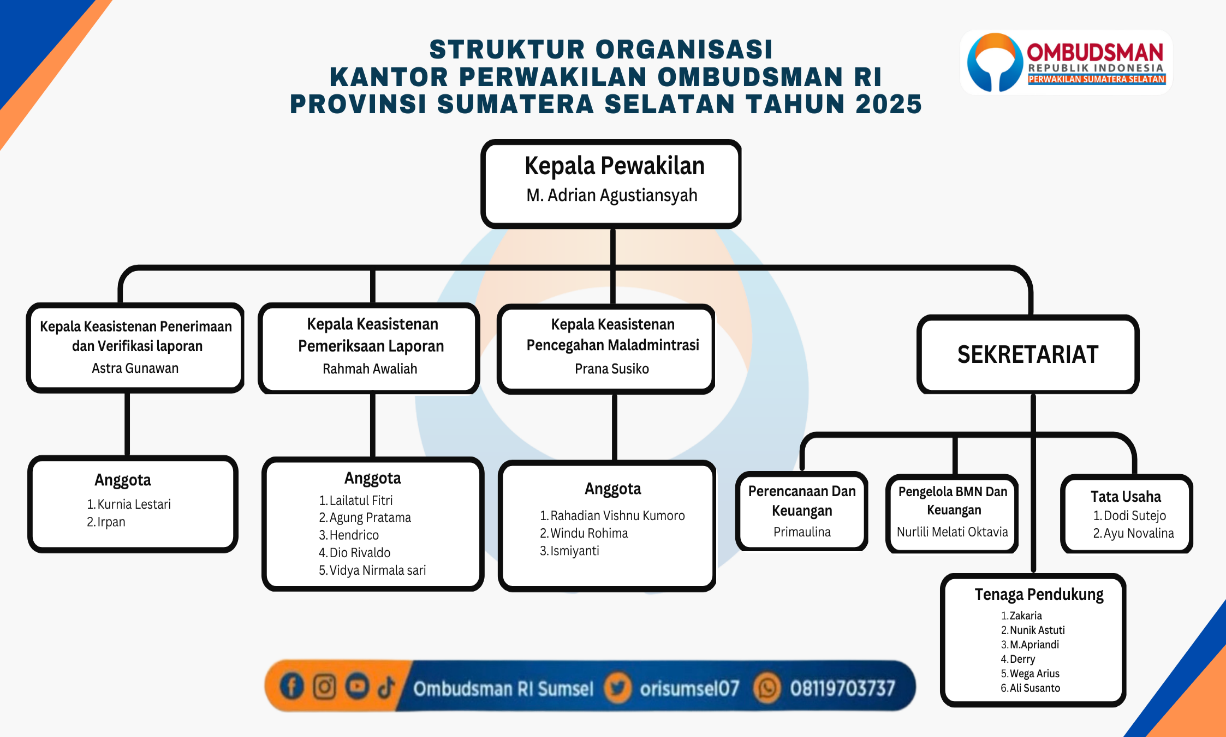 STRUKTUR ORGANISASI
KANTOR PERWAKILAN OMBUDSMAN RI
PROVINSI SUMATERA SELATAN TAHUN 2025
OMBUDSMAN
REPUBLIK INDONESIA
PERWAKILAN SUMATERA SELATAN
Kepala Pewakilan
M. Adrian Agustiansyah
Kepala Keasistenan Penerimaan
dan Verifikasi laporan
Astra Gunawan
Kepala Keasistenan
Pemeriksaan Laporan
Rahmah Awaliah
Kepala Keasistenan
Pencegahan Maladmintrasi
Prana Susiko
SEKRETARIAT
Anggota
1. Kurnia Lestari
2. Irpan
Anggota
1. Lailatul Fitri
2. Agung Pratama
3. Hendrico
4. Dio Rivaldo
5. Vidya Nirmala sari
Anggota
1. Rahadian Vishnu Kumoro
2. Windu Rohima
3. Ismiyanti
Perencanaan Dan
Keuangan
Primaulina
Pengelola BMN Dan
Keuangan
Nurlili Melati Oktavia
Tata Usaha
1. Dodi Sutejo
2. Ayu Novalina
Tenaga Pendukung
1. Zakaria
2. Nunik Astuti
3. M.Apriandi
4. Derry
5. Wega Arius
6. Ali Susanto
Ombudsman RI Sumsel orisumsel07 08119703737